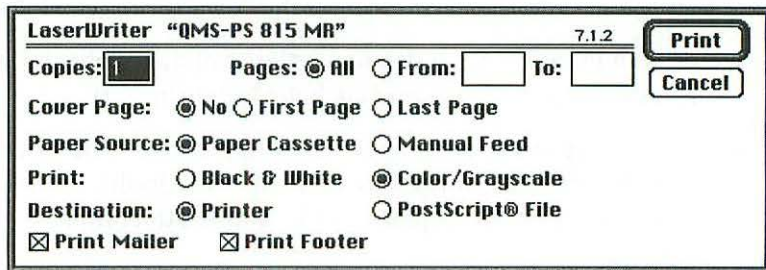 LaserWriter "QMS-PS 815 MR" 7.1.2 Print
Copies: 1 Pages: All From: To: Cancel
Cover Page: No First Page Last Page
Paper Source: Paper Cassette Manual Feed
Print: Black & White Color/Grayscale
Destination: Printer PostScript® File
Print Mailer Print Footer